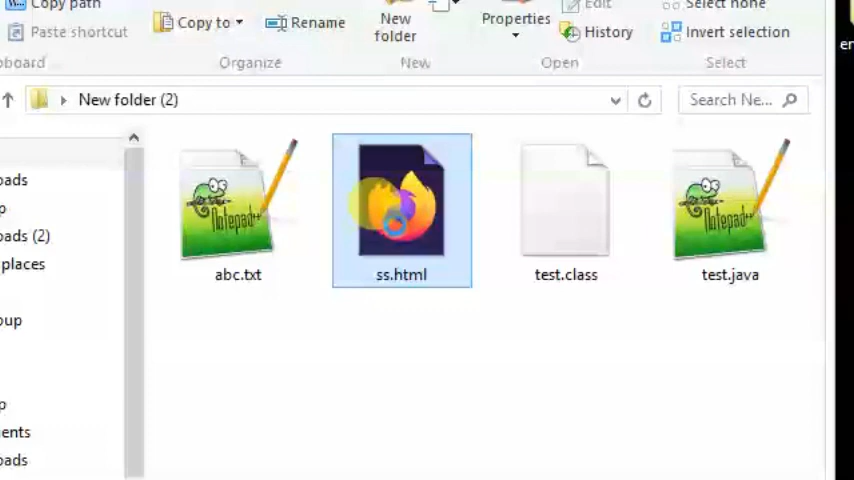 Copy path
Edit
Select none
Paste shortcut
Copy to
Rename
New
folder
Properties
History
Invert selection
Organize
New
Open
Select
New folder (2)
Search Ne...
abc.txt
ss.html
test.class
test.java
places